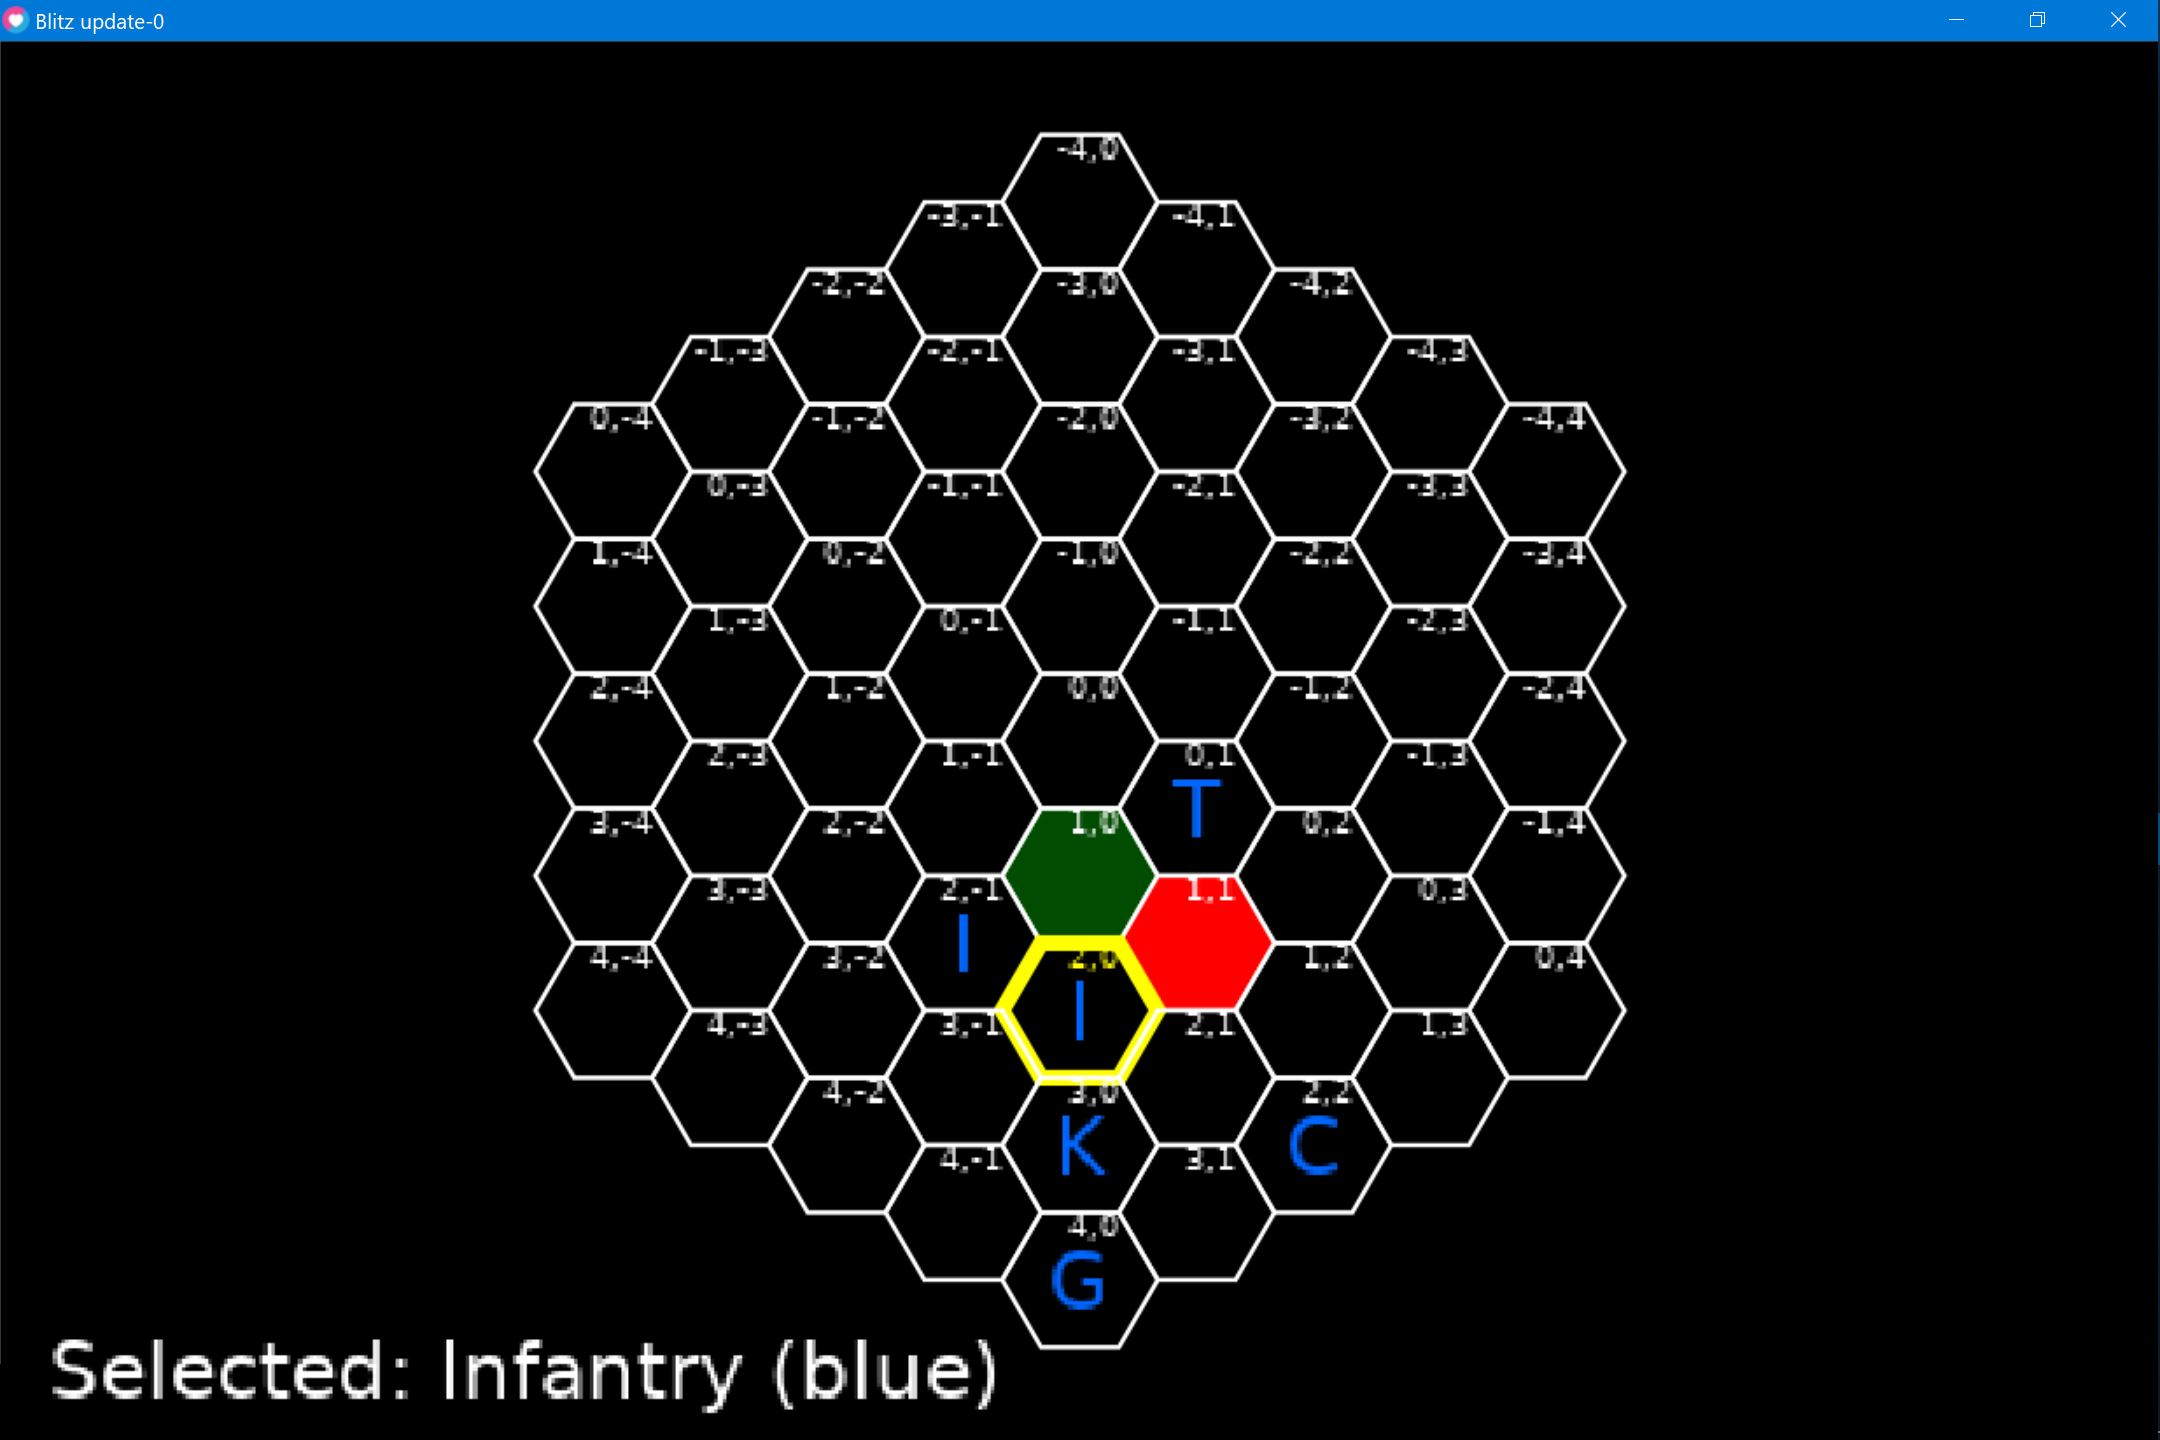 Blitz update-0
-4,0
-3,-1 -4,1
-2,-2 -3,0 -4,2
-1,-3 -2,-1 -3,1 -4,3
0,-4 -1,-2 -2,0 -3,2 -4,4
0,-3 -1,-1 -2,1 -3,3
1,-4 0,-2 -1,0 -2,2 -3,4
1,-3 0,-1 -1,1 -2,3
2,-4 1,-2 0,0 -1,2 -2,4
2,-3 1,-1 0,1 -1,3
T
3,-4 2,-2 1,0 0,2 -1,4
3,-3 2,-1 1,1 0,3
I
4,-4 3,-2 2,0 1,2 0,4
I
4,-3 3,-1 2,1 1,3
4,-2 3,0 2,2
K C
4,-1 3,1
4,0
G
Selected: Infantry (blue)